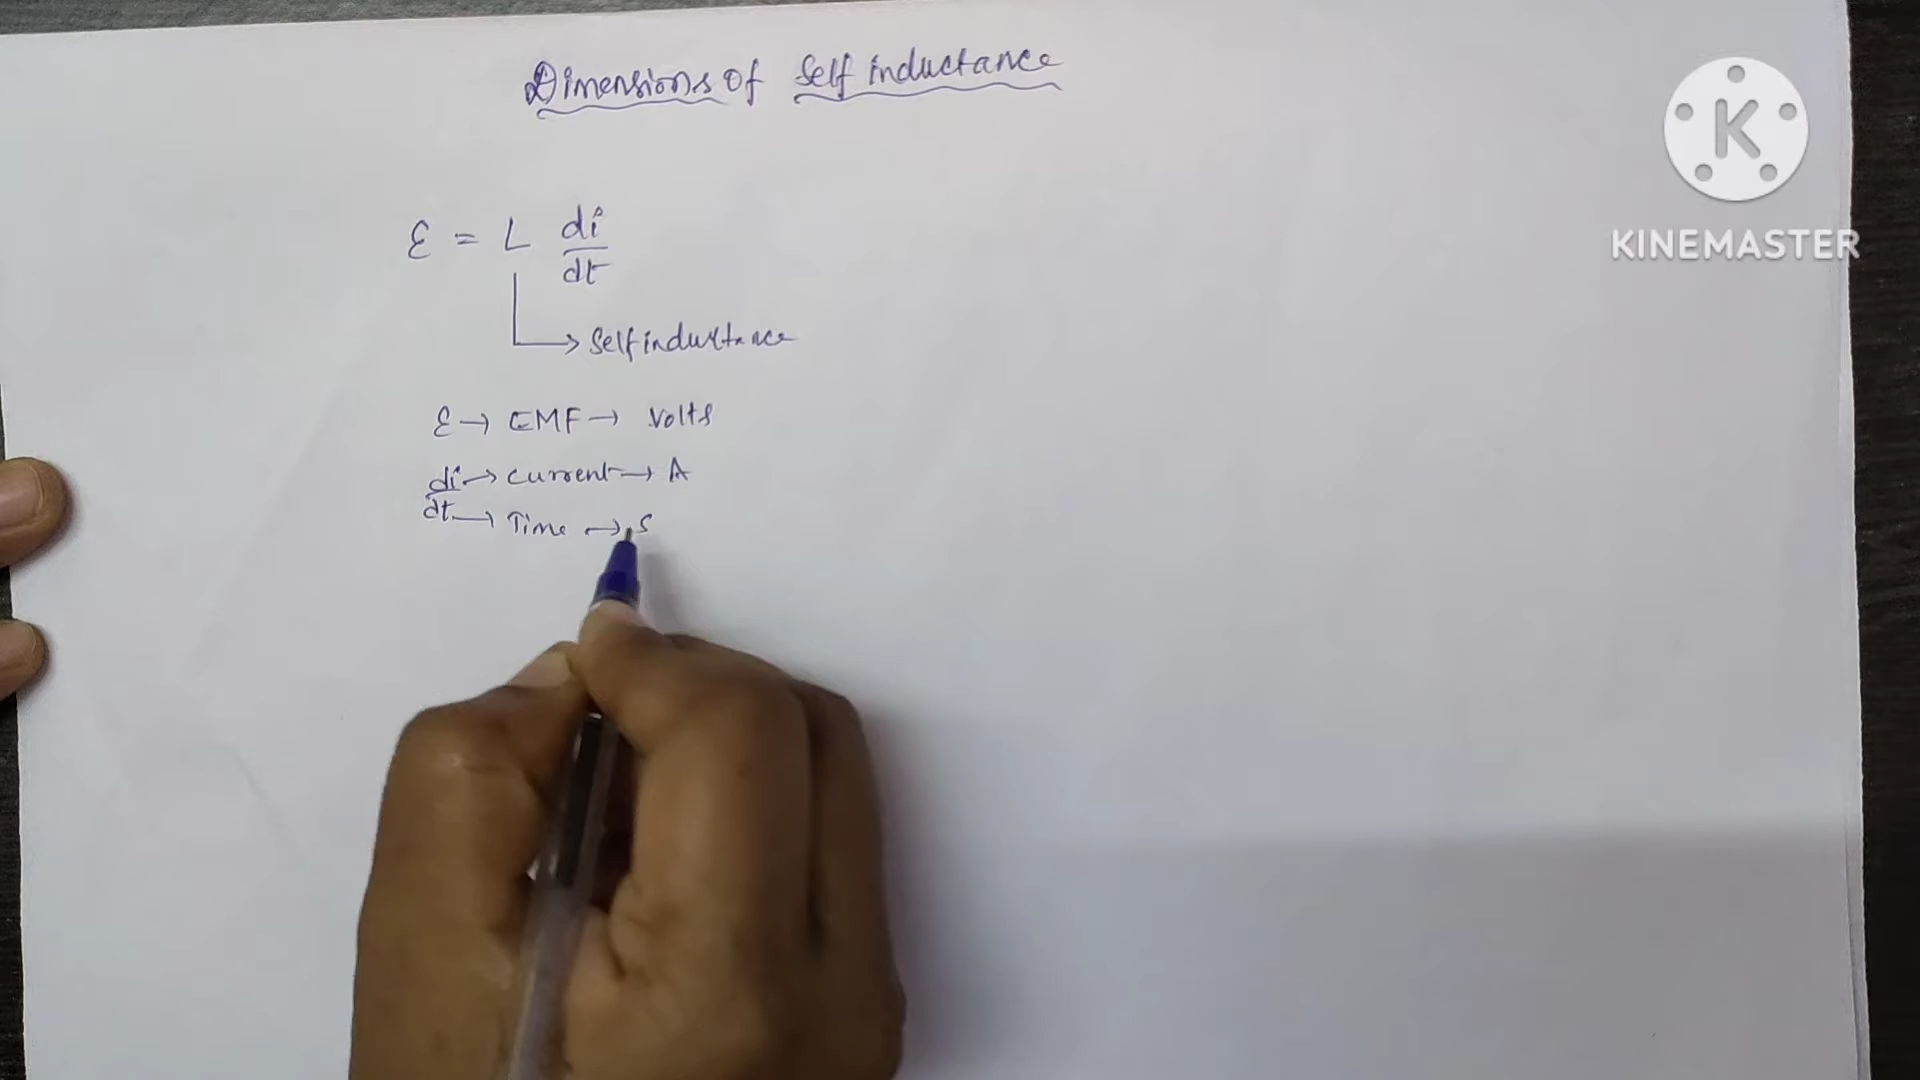 Dimensions of Self inductance
K
KINEMASTER
ε = L di/dt
→ Self inductance
ε → EMF → Volts
di → current → A
dt → Time → s